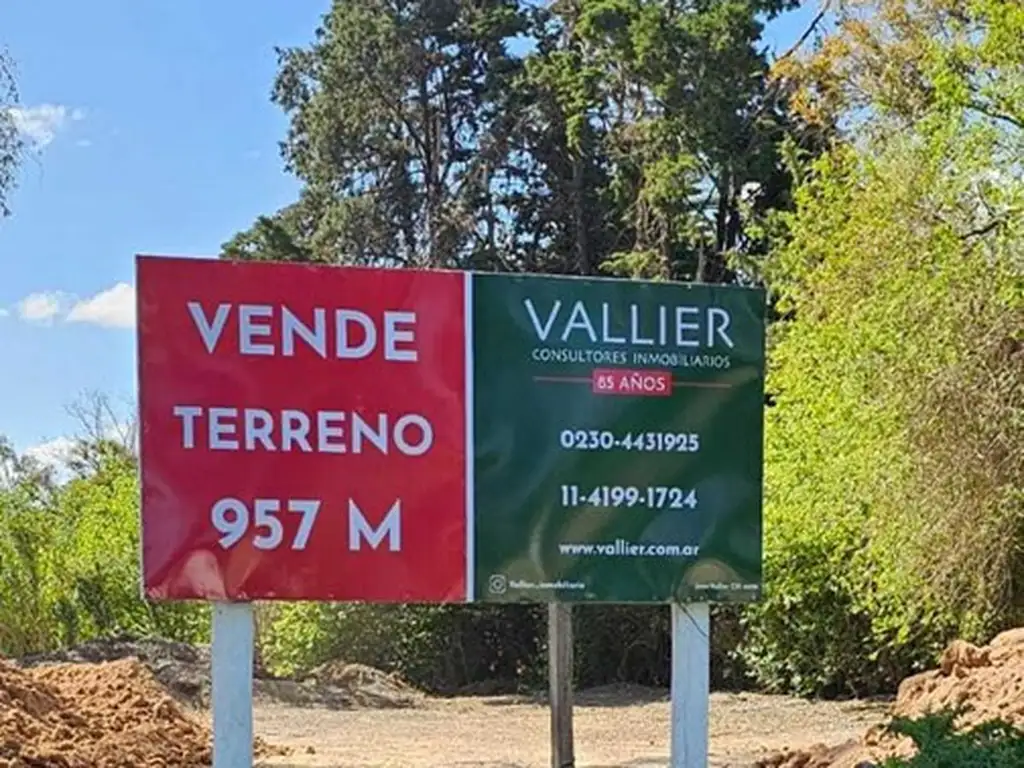 VENDE
TERRENO
957 M
VALLIER
CONSULTORES INMOBILIARIOS
85 AÑOS
0230-4431925
11-4199-1724
www.vallier.com.ar